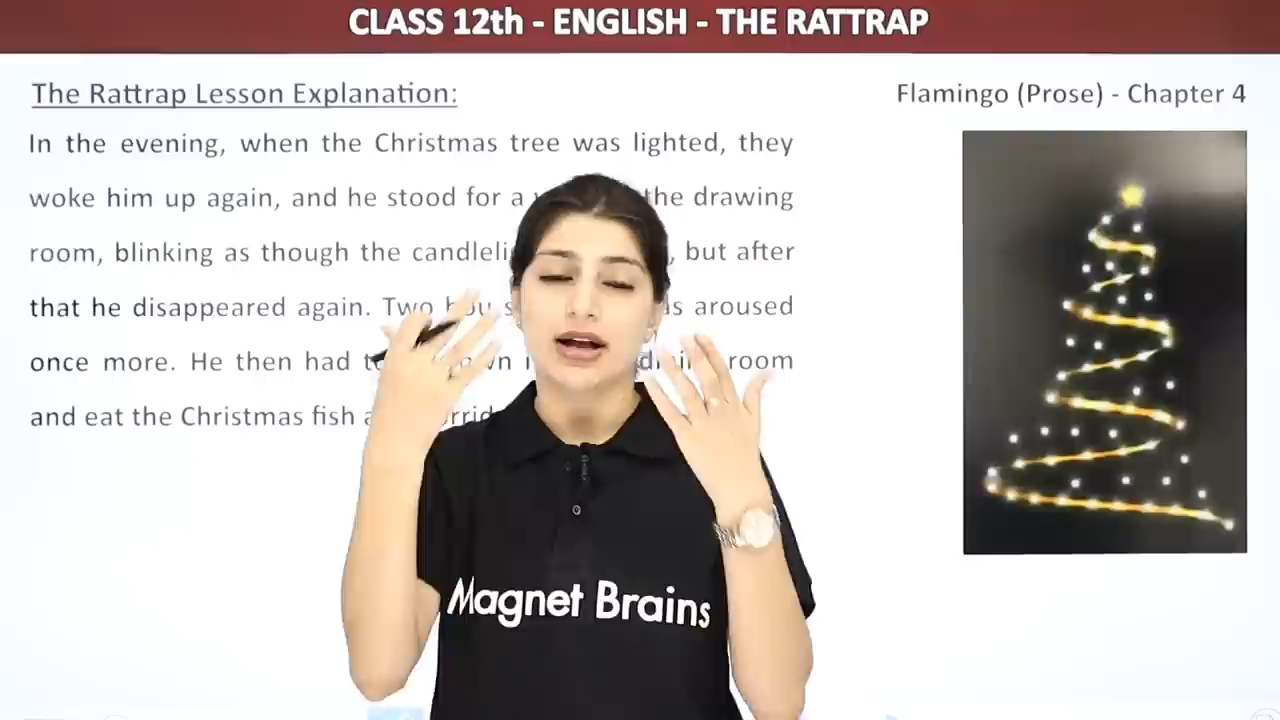 CLASS 12th - ENGLISH - THE RATTRAP
The Rattrap Lesson Explanation:
Flamingo (Prose) - Chapter 4
In the evening, when the Christmas tree was lighted, they
woke him up again, and he stood for a the drawing
room, blinking as though the , but after
that he disappeared again. Two aroused
once more. He then had room
and eat the Christmas fish
Magnet Brains